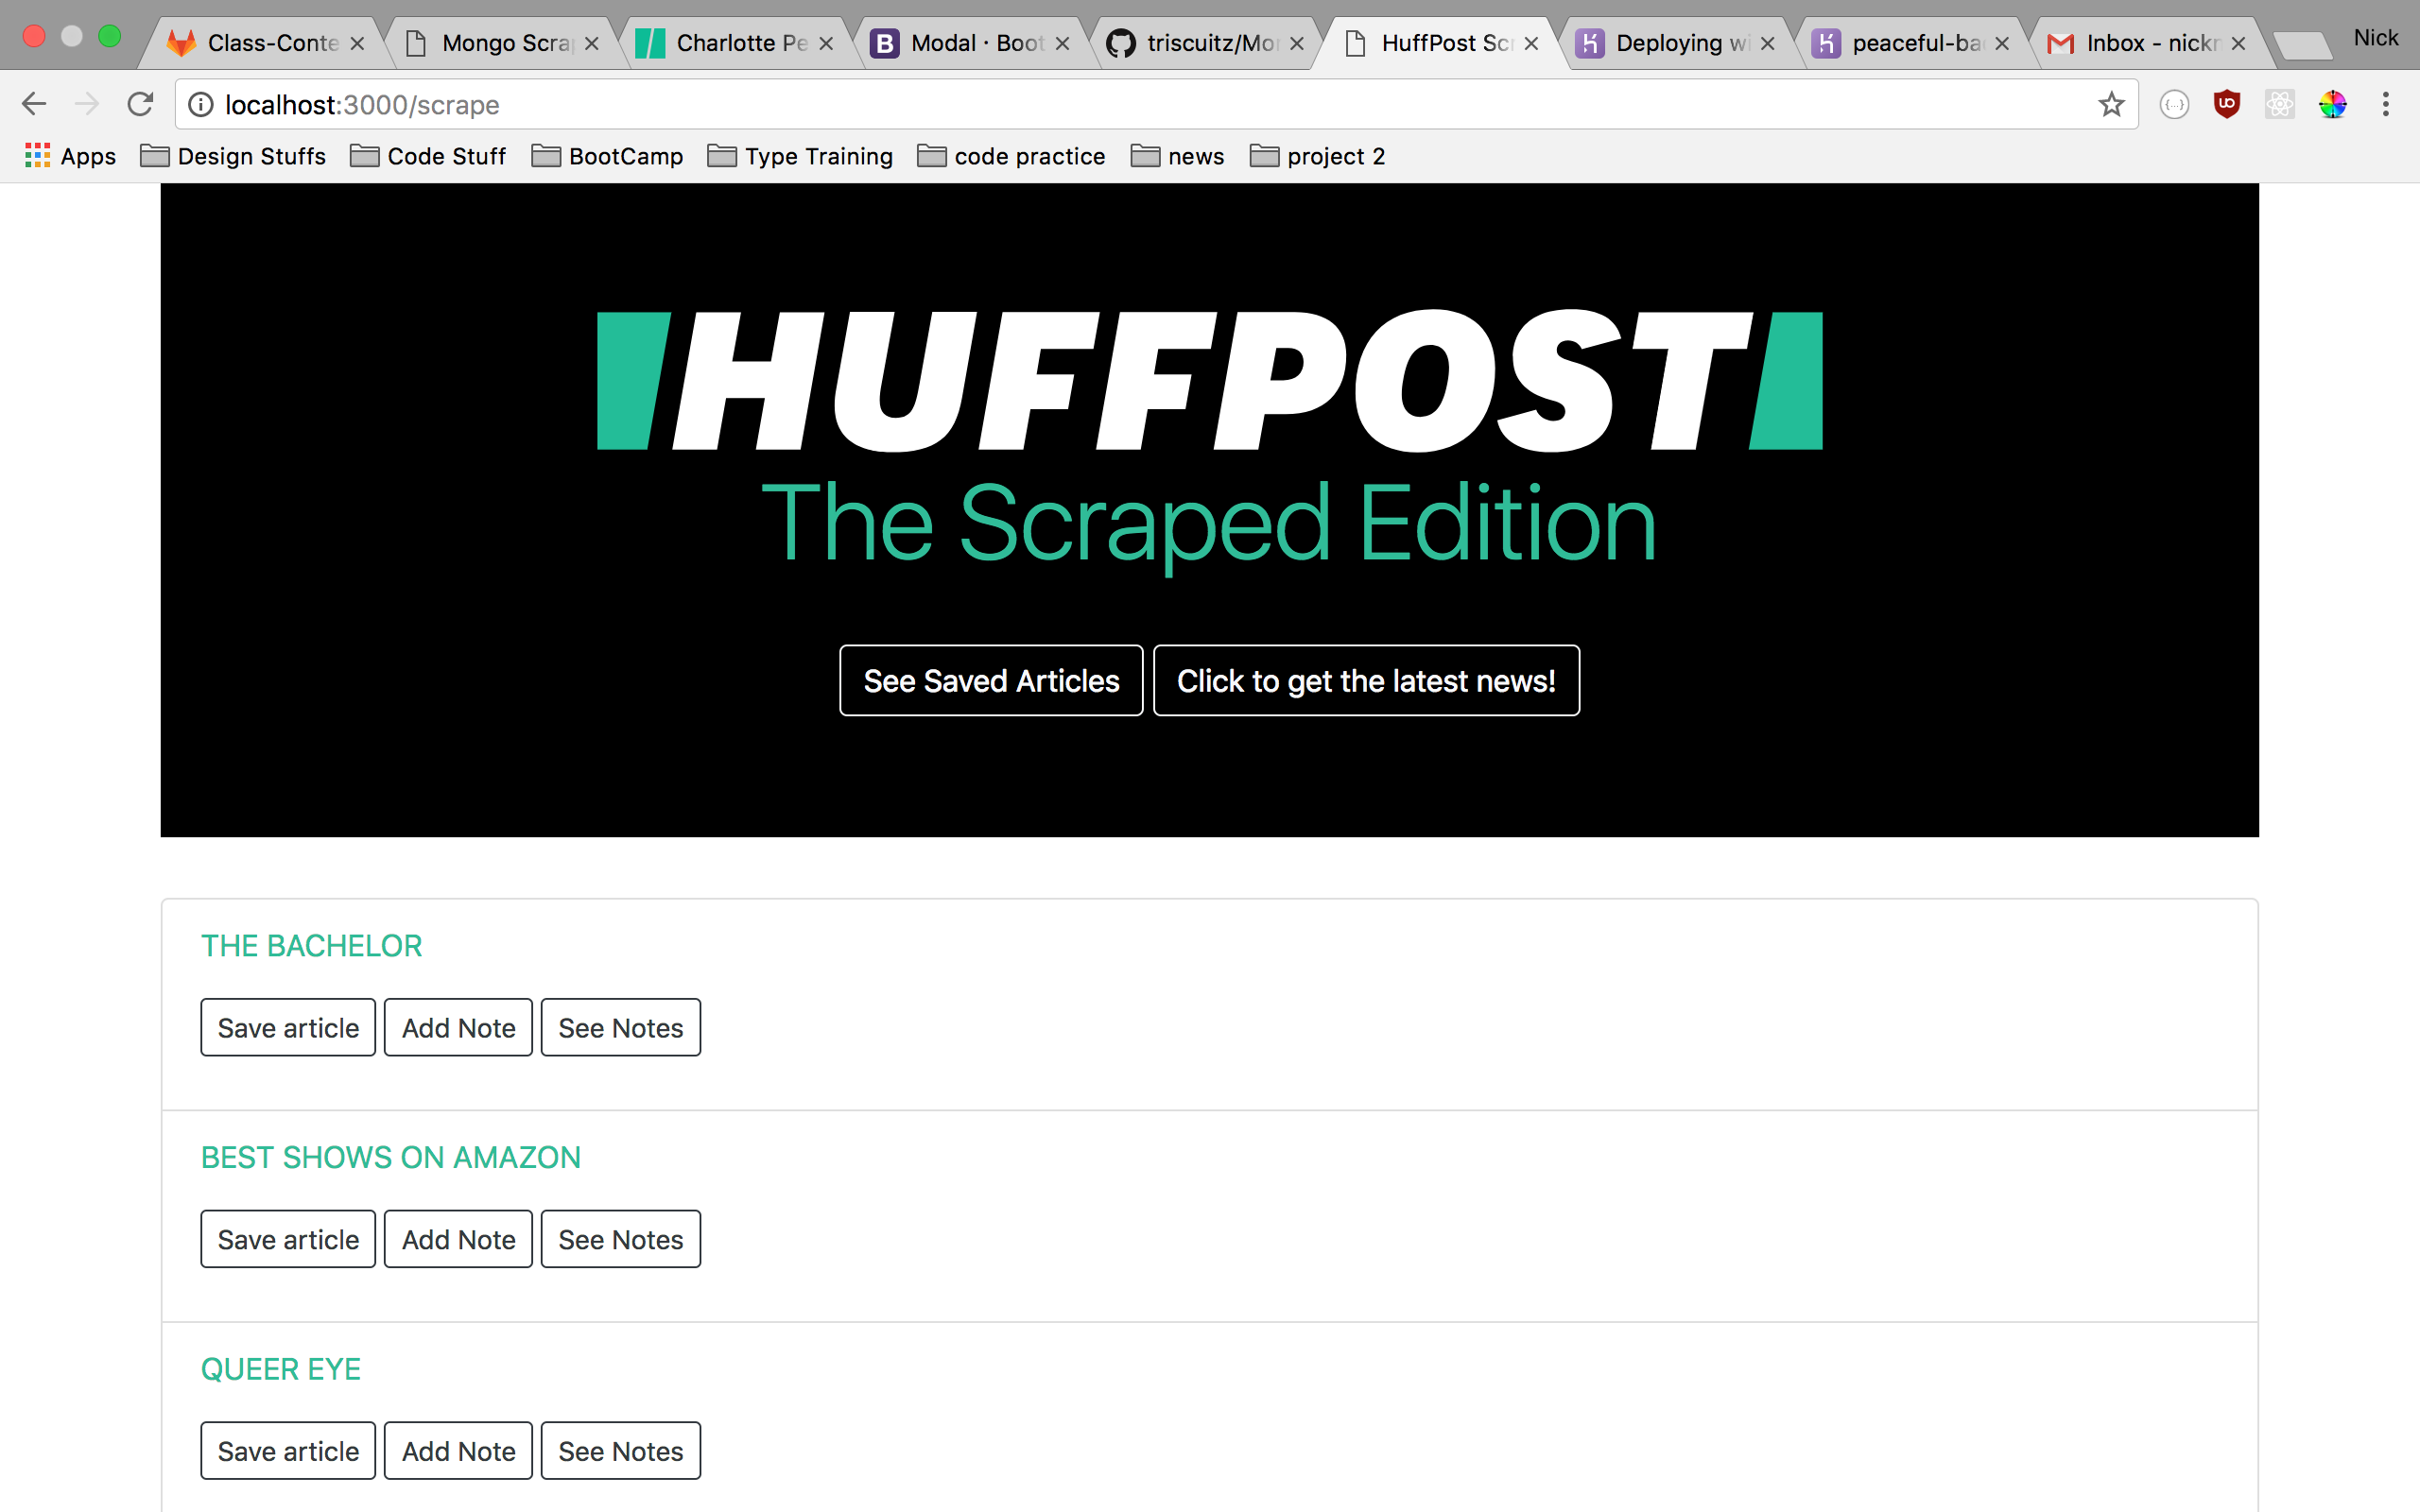 Class-Conte
Mongo Scra
Charlotte Pe
Modal · Boot
triscuitz/Mo
HuffPost Scr
Deploying wi
peaceful-ba
Inbox - nickn
Nick
localhost:3000/scrape
Apps
Design Stuffs
Code Stuff
BootCamp
Type Training
code practice
news
project 2
HUFFPOST
The Scraped Edition
See Saved Articles
Click to get the latest news!
THE BACHELOR
Save article
Add Note
See Notes
BEST SHOWS ON AMAZON
Save article
Add Note
See Notes
QUEER EYE
Save article
Add Note
See Notes